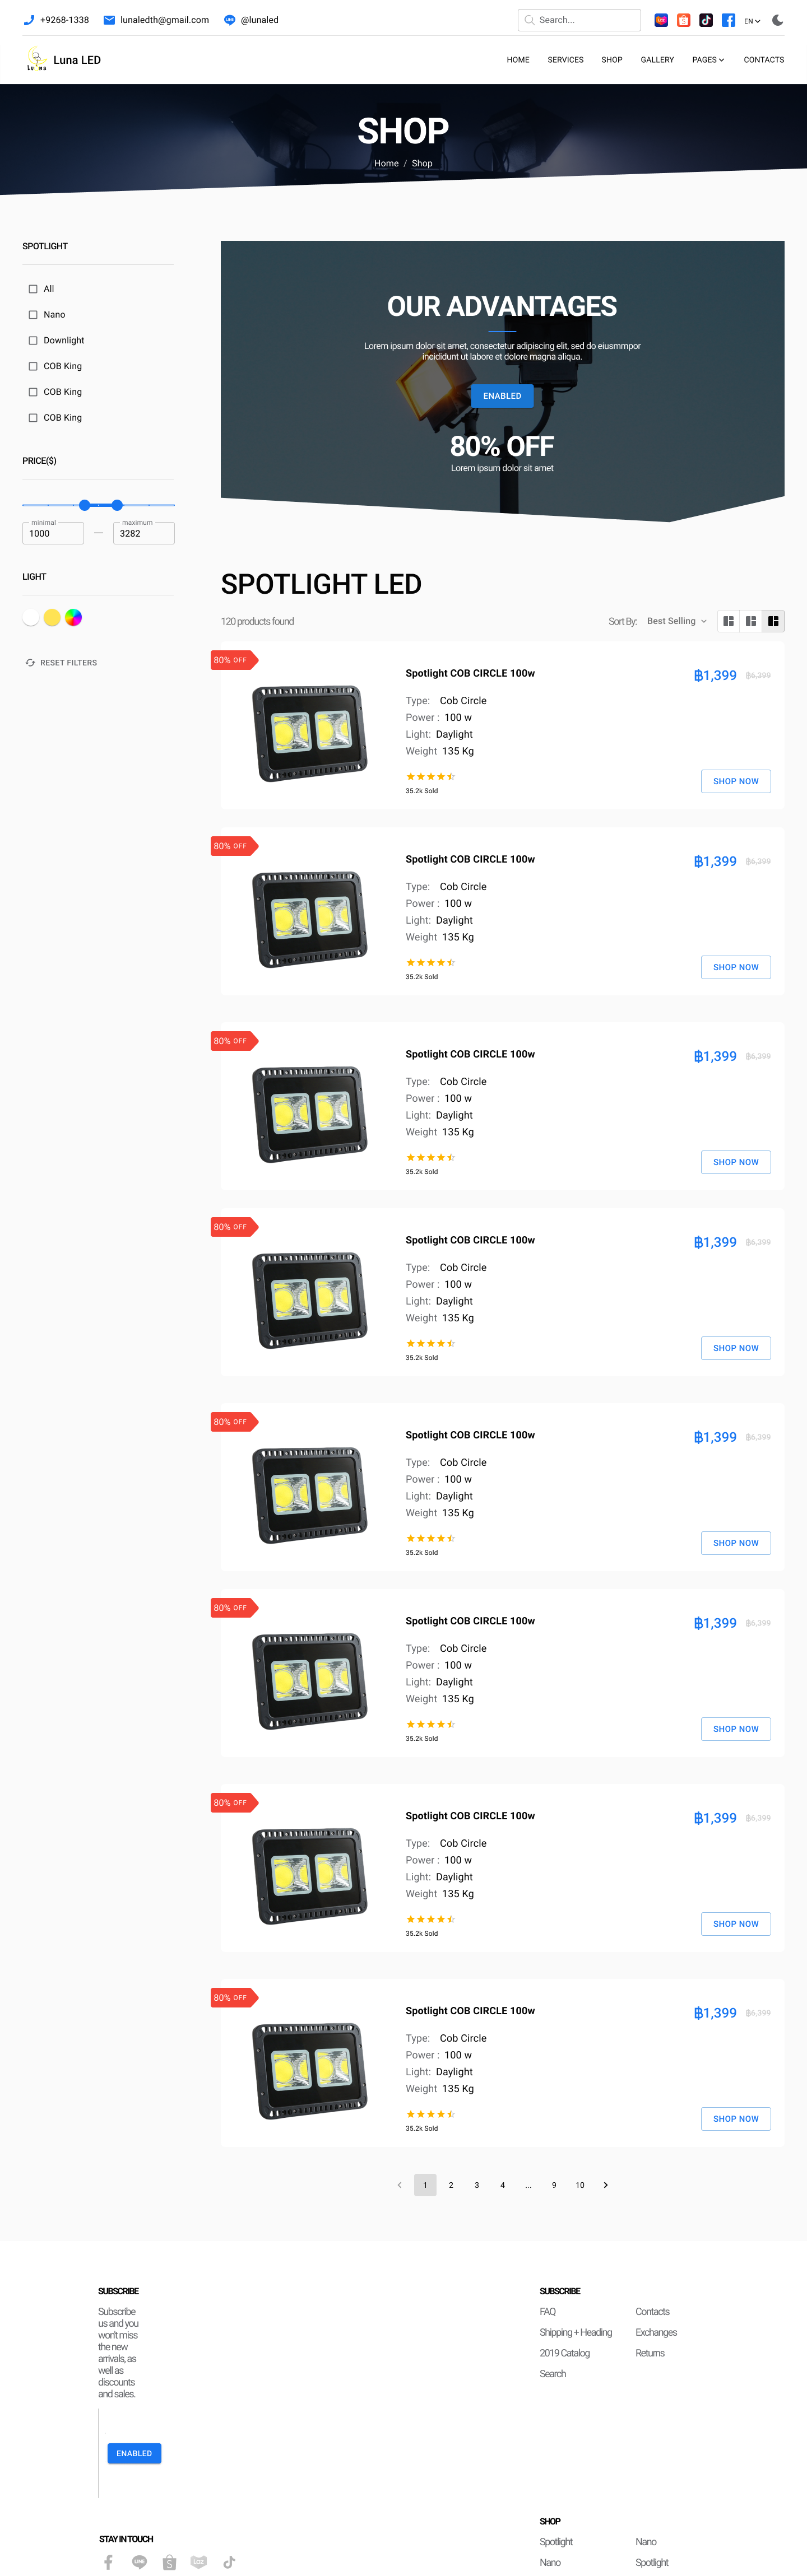 +9268-1338 lunaledth@gmail.com @lunaled Search... EN
Luna LED HOME SERVICES SHOP GALLERY PAGES CONTACTS
SHOP
Home / Shop
SPOTLIGHT
All
Nano
Downlight
COB King
COB King
COB King
PRICE($)
minimal maximum
1000 — 3282
LIGHT
RESET FILTERS
OUR ADVANTAGES
Lorem ipsum dolor sit amet, consectetur adipiscing elit, sed do eiusmmpor
incididunt ut labore et dolore magna aliqua.
ENABLED
80% OFF
Lorem ipsum dolor sit amet
SPOTLIGHT LED
120 products found Sort By: Best Selling
80% OFF
Spotlight COB CIRCLE 100w ฿1,399 ฿6,399
Type: Cob Circle
Power : 100 w
Light: Daylight
Weight 135 Kg
SHOP NOW
35.2k Sold
80% OFF
Spotlight COB CIRCLE 100w ฿1,399 ฿6,399
Type: Cob Circle
Power : 100 w
Light: Daylight
Weight 135 Kg
SHOP NOW
35.2k Sold
80% OFF
Spotlight COB CIRCLE 100w ฿1,399 ฿6,399
Type: Cob Circle
Power : 100 w
Light: Daylight
Weight 135 Kg
SHOP NOW
35.2k Sold
80% OFF
Spotlight COB CIRCLE 100w ฿1,399 ฿6,399
Type: Cob Circle
Power : 100 w
Light: Daylight
Weight 135 Kg
SHOP NOW
35.2k Sold
80% OFF
Spotlight COB CIRCLE 100w ฿1,399 ฿6,399
Type: Cob Circle
Power : 100 w
Light: Daylight
Weight 135 Kg
SHOP NOW
35.2k Sold
80% OFF
Spotlight COB CIRCLE 100w ฿1,399 ฿6,399
Type: Cob Circle
Power : 100 w
Light: Daylight
Weight 135 Kg
SHOP NOW
35.2k Sold
80% OFF
Spotlight COB CIRCLE 100w ฿1,399 ฿6,399
Type: Cob Circle
Power : 100 w
Light: Daylight
Weight 135 Kg
SHOP NOW
35.2k Sold
80% OFF
Spotlight COB CIRCLE 100w ฿1,399 ฿6,399
Type: Cob Circle
Power : 100 w
Light: Daylight
Weight 135 Kg
SHOP NOW
35.2k Sold
1 2 3 4 ... 9 10
SUBSCRIBE
Subscribe
us and you
won't miss
the new
arrivals, as
well as
discounts
and sales.
ENABLED
STAY IN TOUCH
SUBSCRIBE
FAQ Contacts
Shipping + Heading Exchanges
2019 Catalog Returns
Search
SHOP
Spotlight Nano
Nano Spotlight